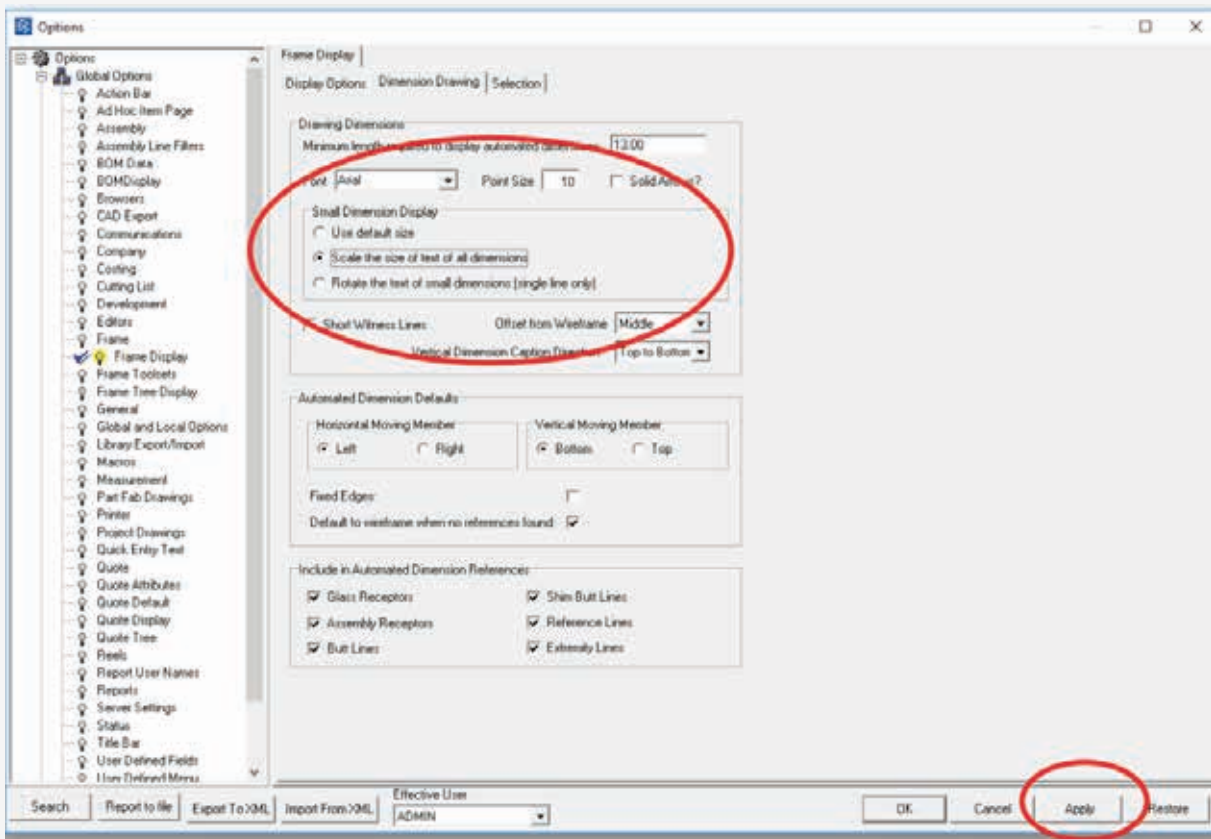 Options
Options
Global Options
Action Bar
Ad Hoc Item Page
Assembly
Assembly Line Filters
BOM Data
BOMDisplay
Browsers
CAD Export
Communications
Company
Costing
Cutting List
Development
Editors
Frame
Frame Display
Frame Toolsets
Frame Tree Display
General
Global and Local Options
Library Export/Import
Macros
Measurement
Part Fab Drawings
Printer
Project Drawings
Quick Entry Text
Quote
Quote Attributes
Quote Default
Quote Display
Quote Tree
Reels
Report User Names
Reports
Server Settings
Status
Title Bar
User Defined Fields
User Defined Menu
Frame Display
Display Options Dimension Drawing Selection
Drawing Dimensions
Minimum length required to display automated dimensions 13.00
Font Arial Point Size 10 Solid Arrows?
Small Dimension Display
Use default size
Scale the size of text of all dimensions
Rotate the text of small dimensions (single line only)
Short Witness Lines Offset from Wireframe Middle
Vertical Dimension Caption Direction Top to Bottom
Automated Dimension Defaults
Horizontal Moving Member Vertical Moving Member
Left Right Bottom Top
Fixed Edges
Default to wireframe when no references found
Include in Automated Dimension References
Glass Receptors Shim Butt Lines
Assembly Receptors Reference Lines
Butt Lines Extremity Lines
Effective User
Search Report to file Export To XML Import From XML ADMIN OK Cancel Apply Restore